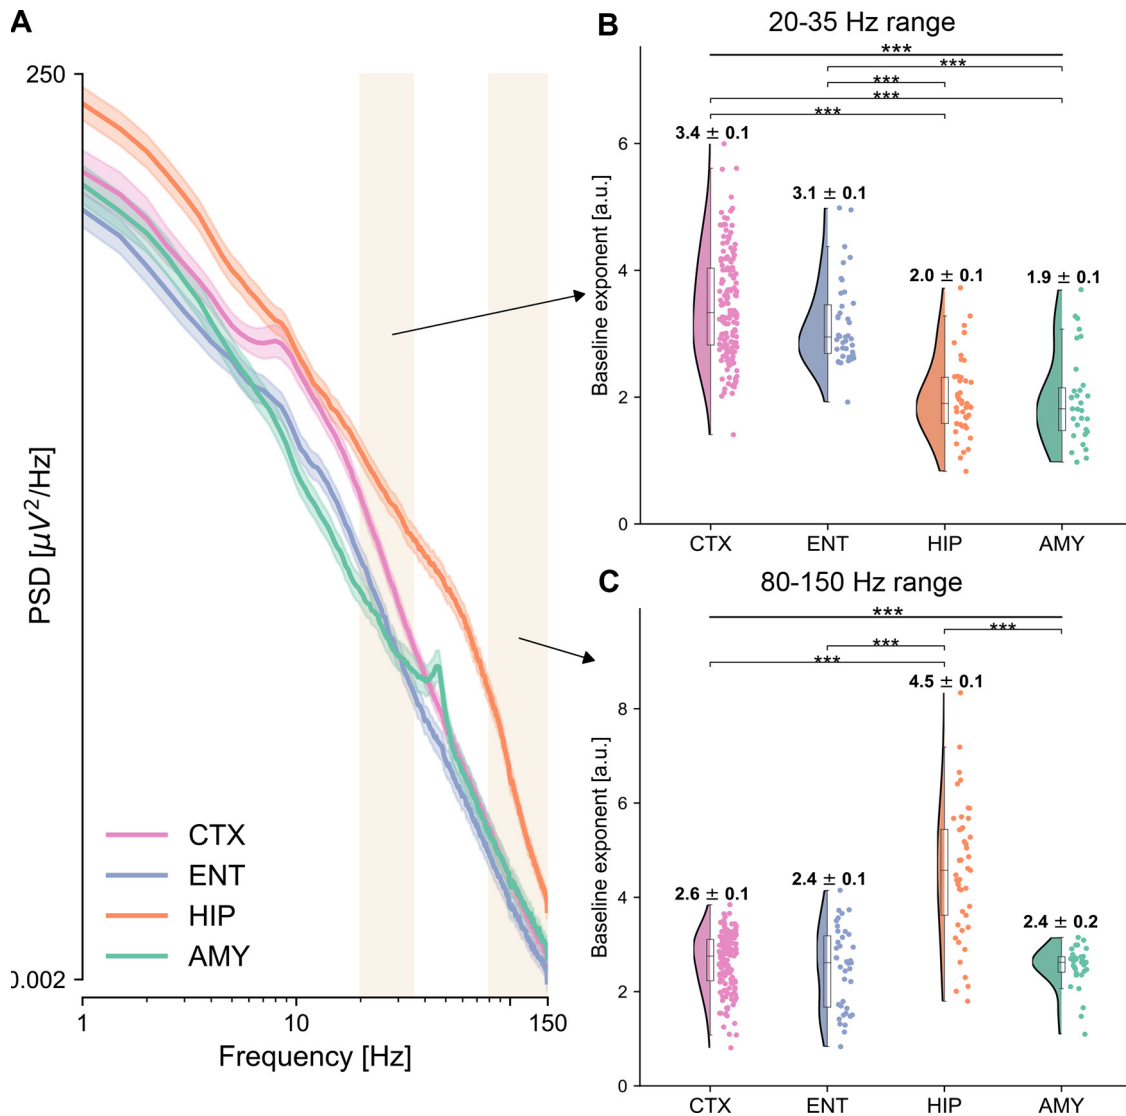 A
250
PSD [μV²/Hz]
0.002
1
10
150
Frequency [Hz]
CTX
ENT
HIP
AMY
B
20-35 Hz range
***
***
***
***
***
3.4 ± 0.1
3.1 ± 0.1
2.0 ± 0.1
1.9 ± 0.1
Baseline exponent [a.u.]
6
4
2
0
CTX
ENT
HIP
AMY
C
80-150 Hz range
***
***
***
***
4.5 ± 0.1
2.6 ± 0.1
2.4 ± 0.1
2.4 ± 0.2
Baseline exponent [a.u.]
8
6
4
2
0
CTX
ENT
HIP
AMY